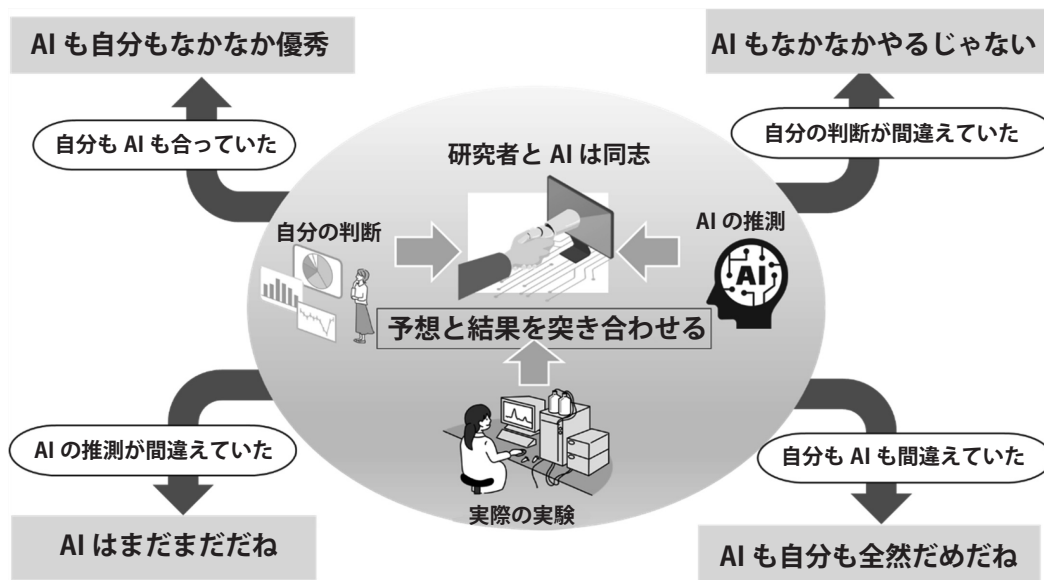 AI も自分もなかなか優秀
AI もなかなかやるじゃない
自分も AI も合っていた
自分の判断が間違えていた
研究者と AI は同志
自分の判断
AI の推測
AI
予想と結果を突き合わせる
AI の推測が間違えていた
自分も AI も間違えていた
実際の実験
AI はまだまだだね
AI も自分も全然だめだね